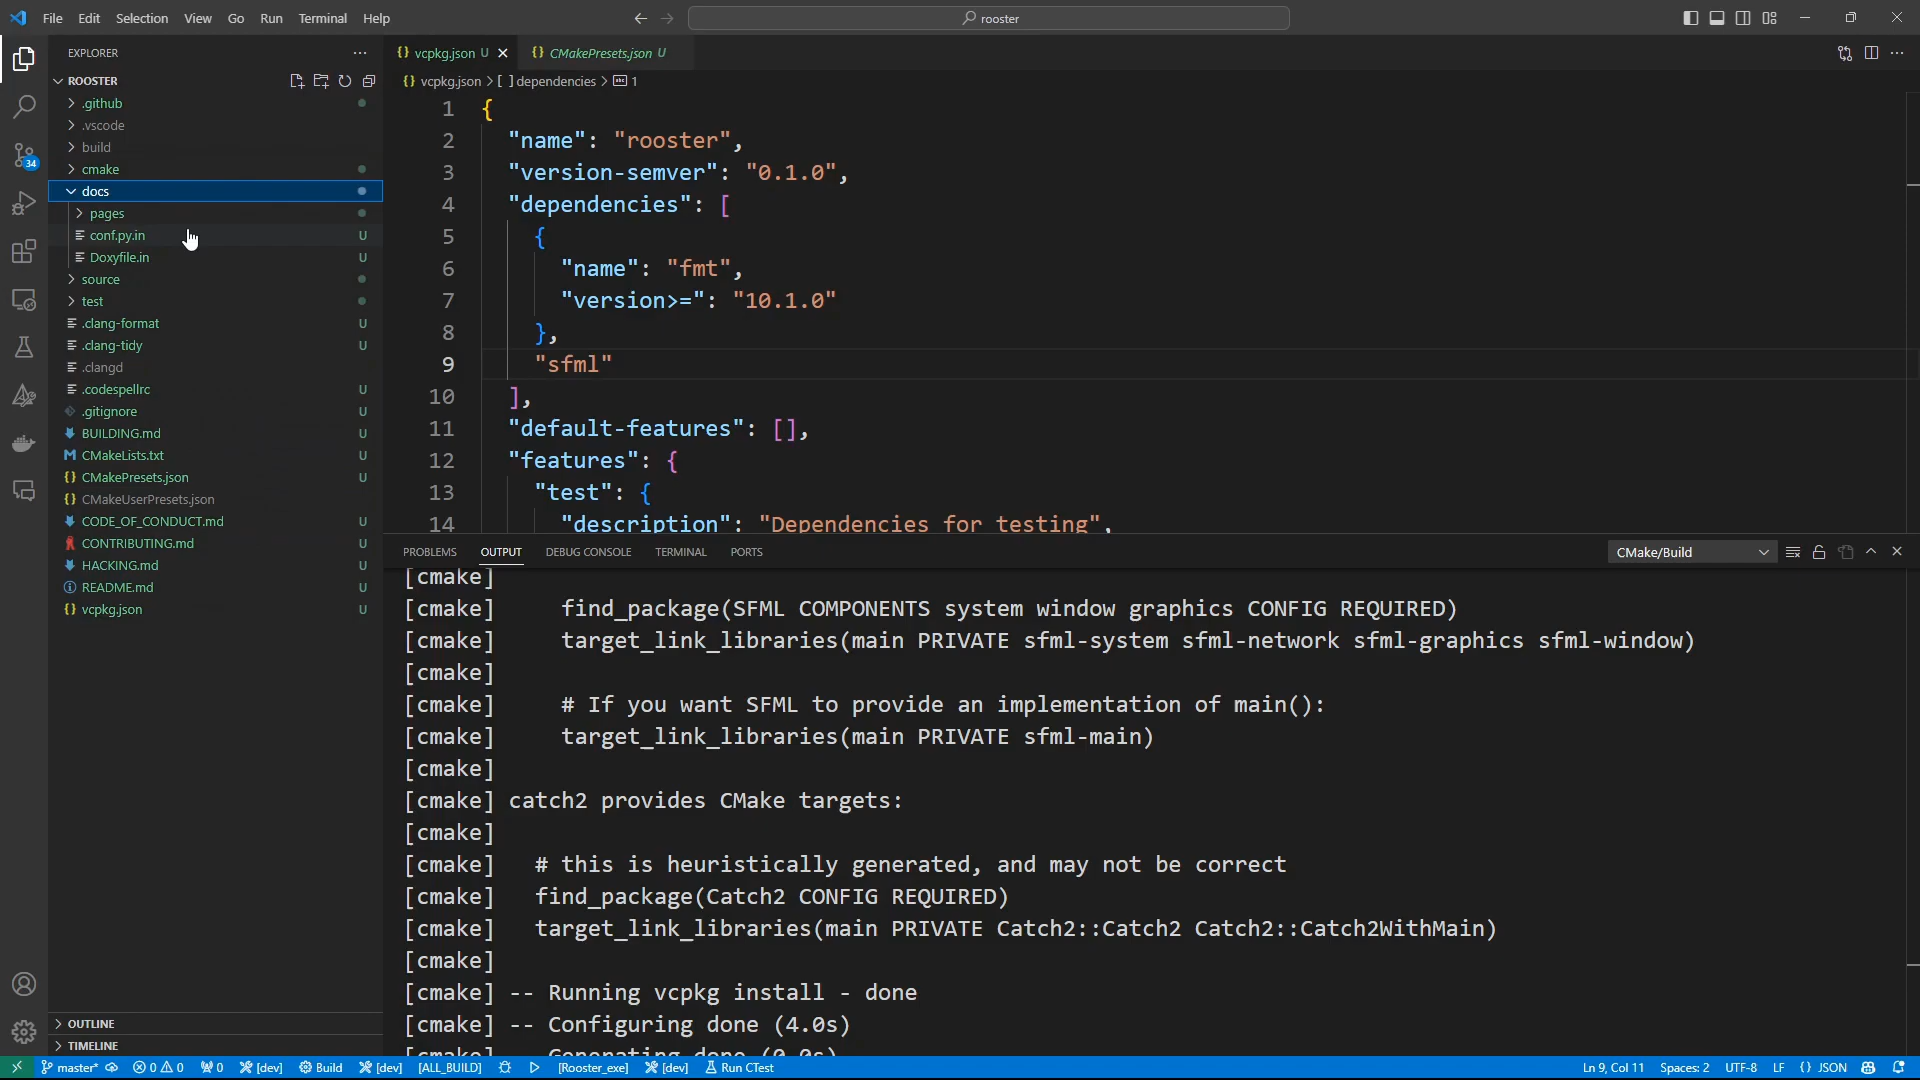 File Edit Selection View Go Run Terminal Help
rooster
EXPLORER
ROOSTER
.github
.vscode
build
cmake
docs
pages
conf.py.in U
Doxyfile.in U
source
test
.clang-format U
.clang-tidy U
.clangd
.codespellrc U
.gitignore U
BUILDING.md U
CMakeLists.txt U
CMakePresets.json U
CMakeUserPresets.json
CODE_OF_CONDUCT.md U
CONTRIBUTING.md U
HACKING.md U
README.md U
vcpkg.json U
OUTLINE
TIMELINE
34
vcpkg.json U
CMakePresets.json U
vcpkg.json > [ ] dependencies > abc 1
1 {
2 "name": "rooster",
3 "version-semver": "0.1.0",
4 "dependencies": [
5 {
6 "name": "fmt",
7 "version>=": "10.1.0"
8 },
9 "sfml"
10 ],
11 "default-features": [],
12 "features": {
13 "test": {
14 "description": "Dependencies for testing",
PROBLEMS OUTPUT DEBUG CONSOLE TERMINAL PORTS
CMake/Build
[cmake]
[cmake] find_package(SFML COMPONENTS system window graphics CONFIG REQUIRED)
[cmake] target_link_libraries(main PRIVATE sfml-system sfml-network sfml-graphics sfml-window)
[cmake]
[cmake] # If you want SFML to provide an implementation of main():
[cmake] target_link_libraries(main PRIVATE sfml-main)
[cmake]
[cmake] catch2 provides CMake targets:
[cmake]
[cmake] # this is heuristically generated, and may not be correct
[cmake] find_package(Catch2 CONFIG REQUIRED)
[cmake] target_link_libraries(main PRIVATE Catch2::Catch2 Catch2::Catch2WithMain)
[cmake]
[cmake] -- Running vcpkg install - done
[cmake] -- Configuring done (4.0s)
[cmake] -- Generating done (0.0s)
master* 0 0 0 [dev] Build [dev] [ALL_BUILD] [Rooster_exe] [dev] Run CTest
Ln 9, Col 11 Spaces: 2 UTF-8 LF {} JSON